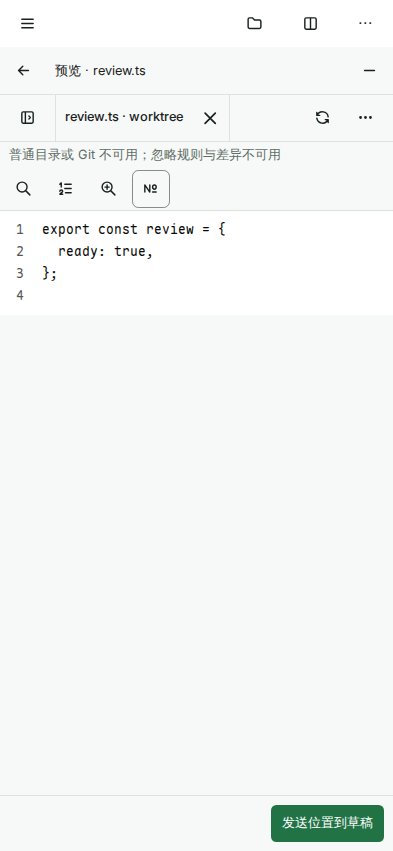 预览 · review.ts
review.ts · worktree
普通目录或 Git 不可用；忽略规则与差异不可用
№
1 export const review = {
2   ready: true,
3 };
4
发送位置到草稿